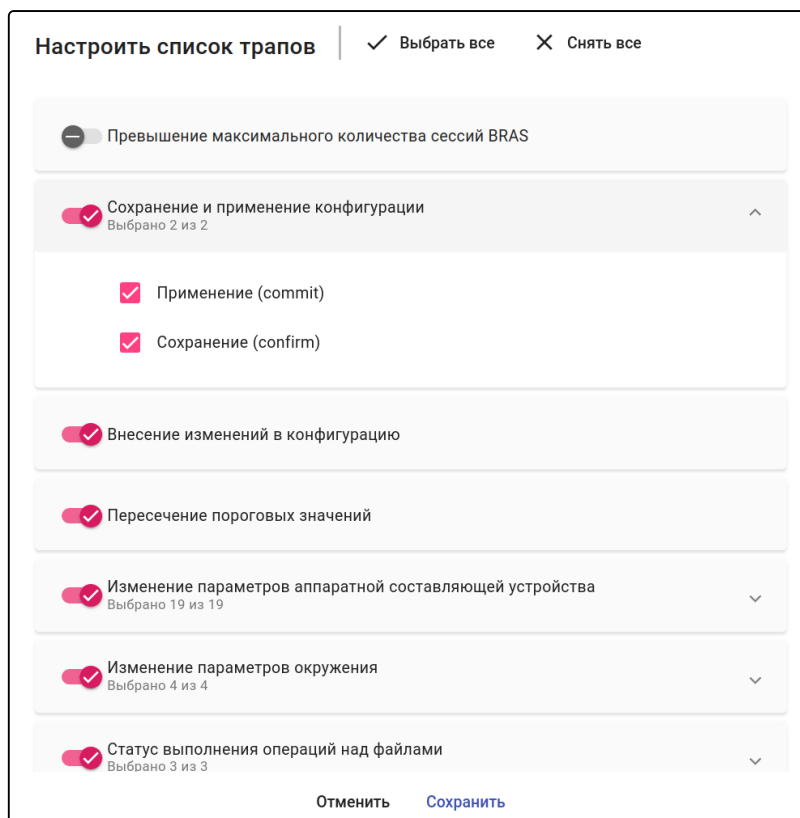 Настроить список трапов
Выбрать все
Снять все
Превышение максимального количества сессий BRAS
Сохранение и применение конфигурации
Выбрано 2 из 2
Применение (commit)
Сохранение (confirm)
Внесение изменений в конфигурацию
Пересечение пороговых значений
Изменение параметров аппаратной составляющей устройства
Выбрано 19 из 19
Изменение параметров окружения
Выбрано 4 из 4
Статус выполнения операций над файлами
Выбрано 3 из 3
Отменить
Сохранить